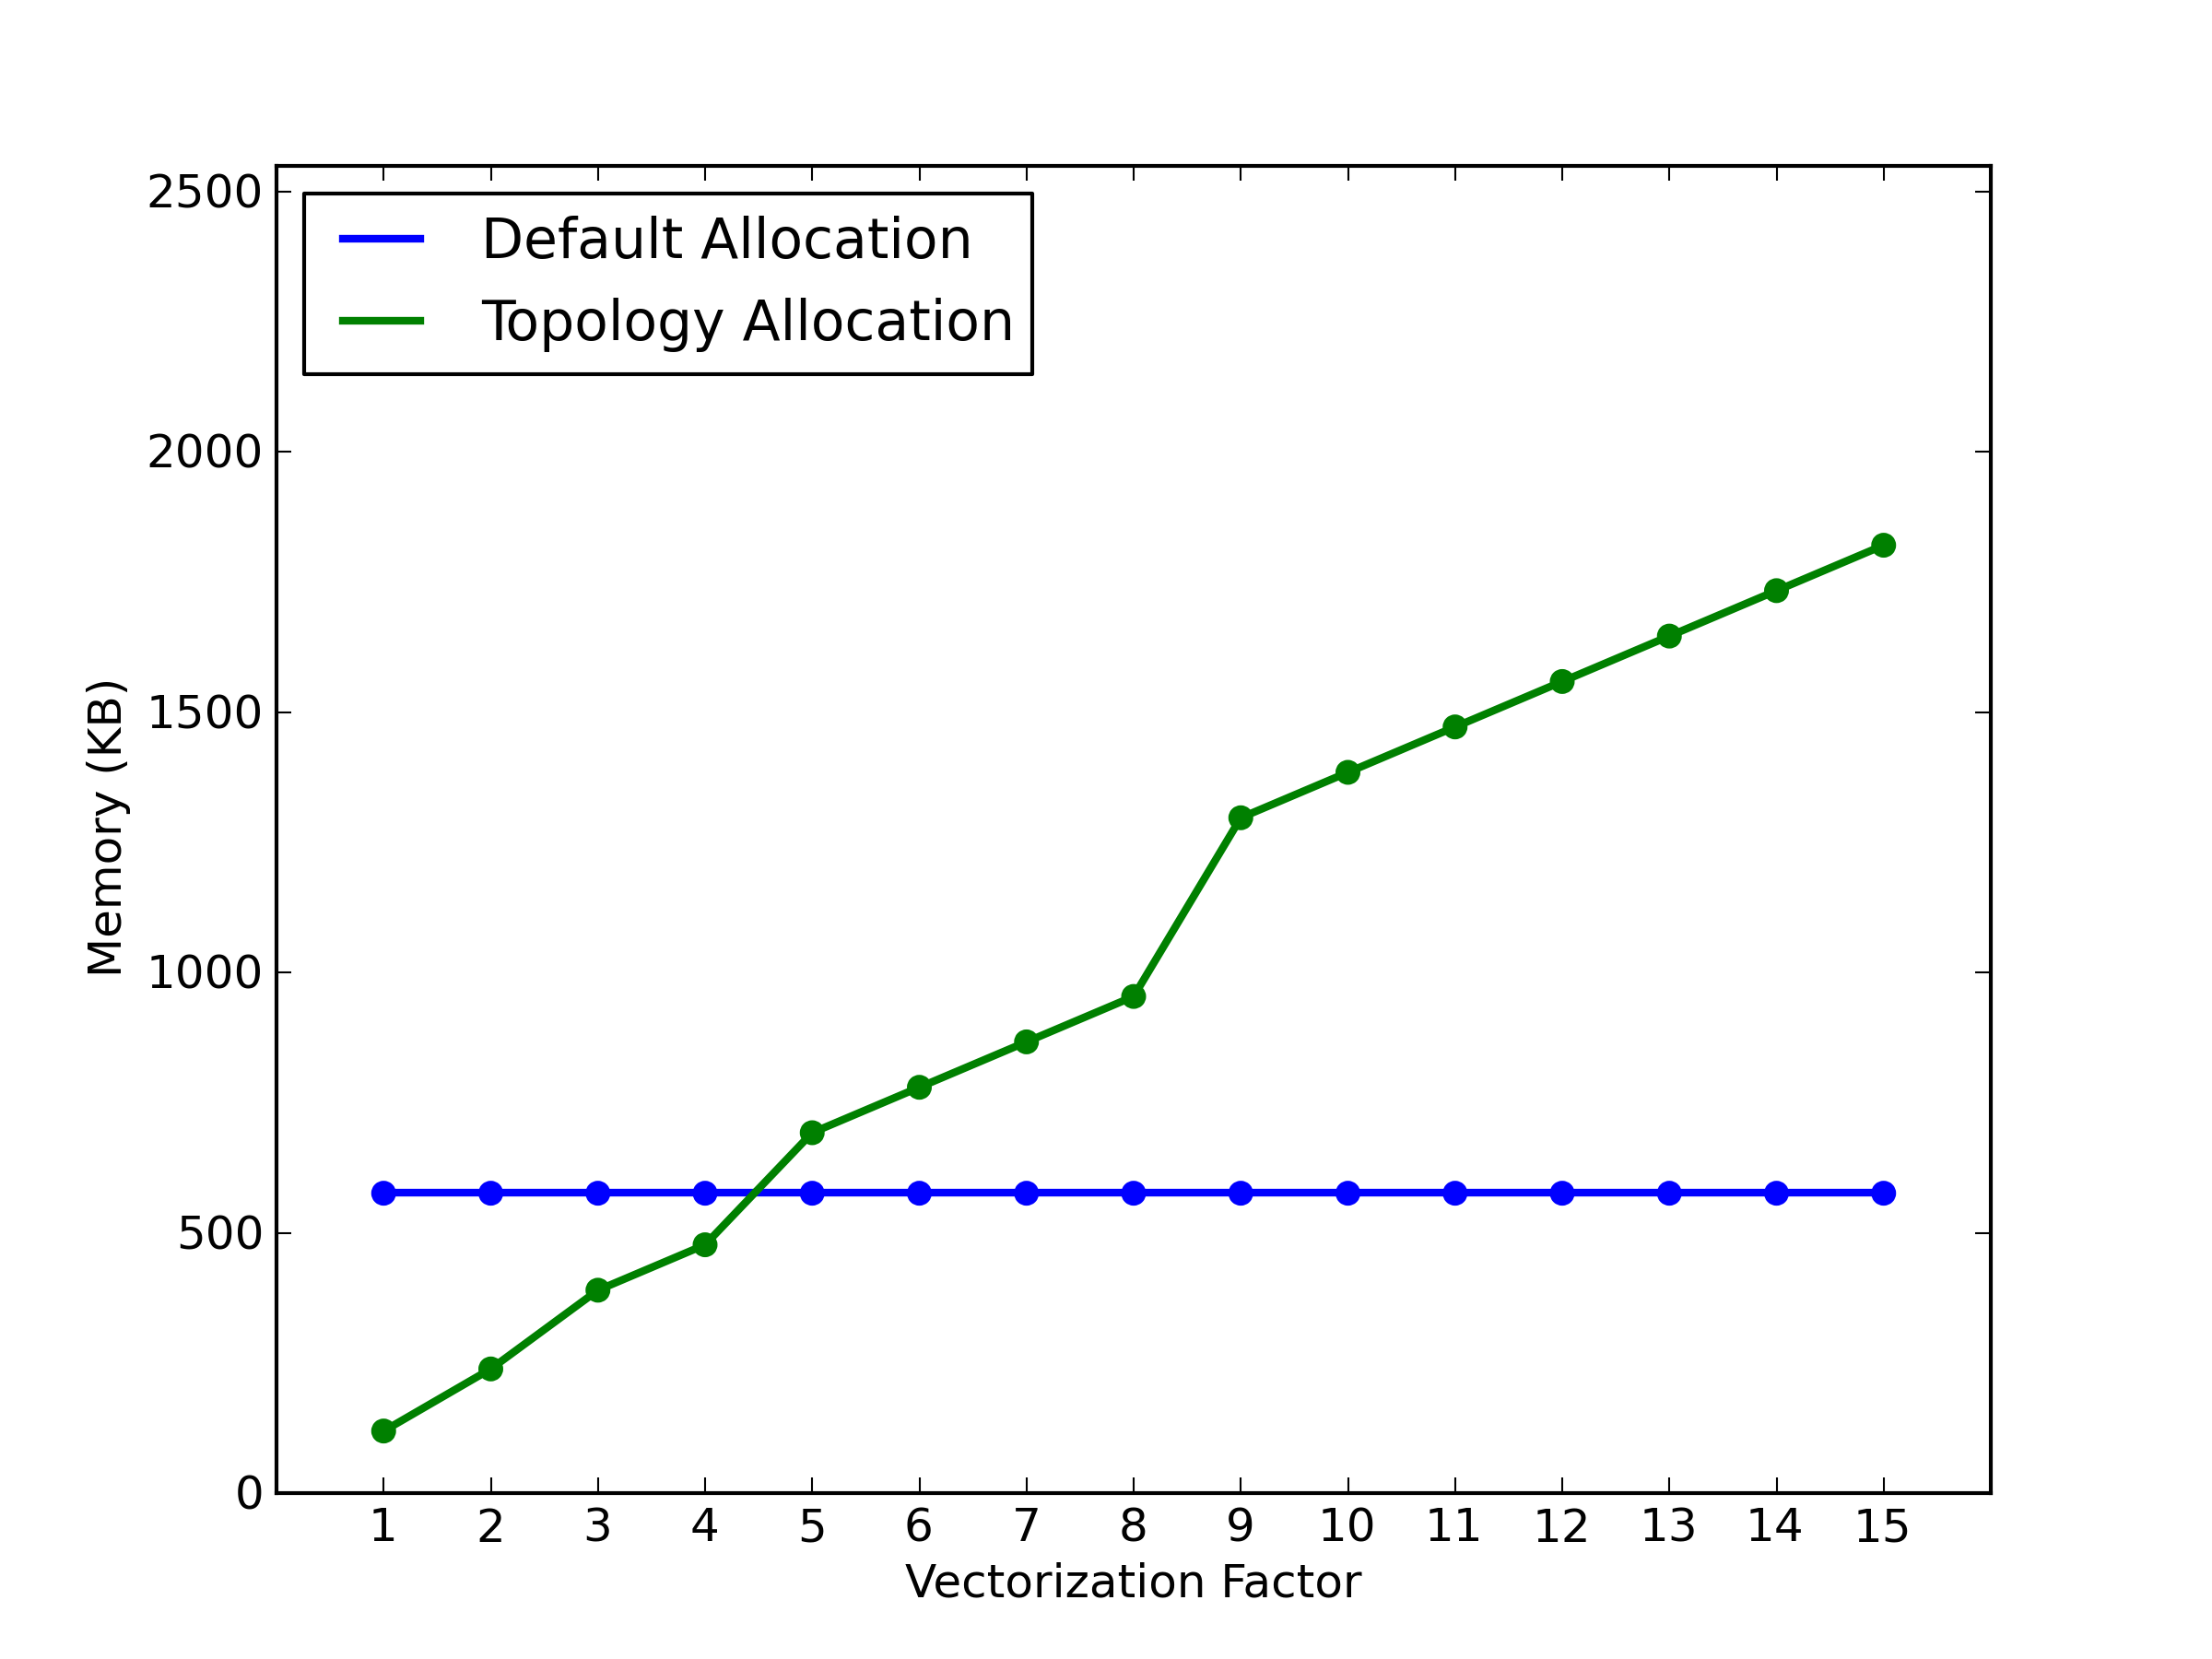 2500
Default Allocation
Topology Allocation
2000
1500
1000
500
0
Memory (KB)
1 2 3 4 5 6 7 8 9 10 11 12 13 14 15
Vectorization Factor